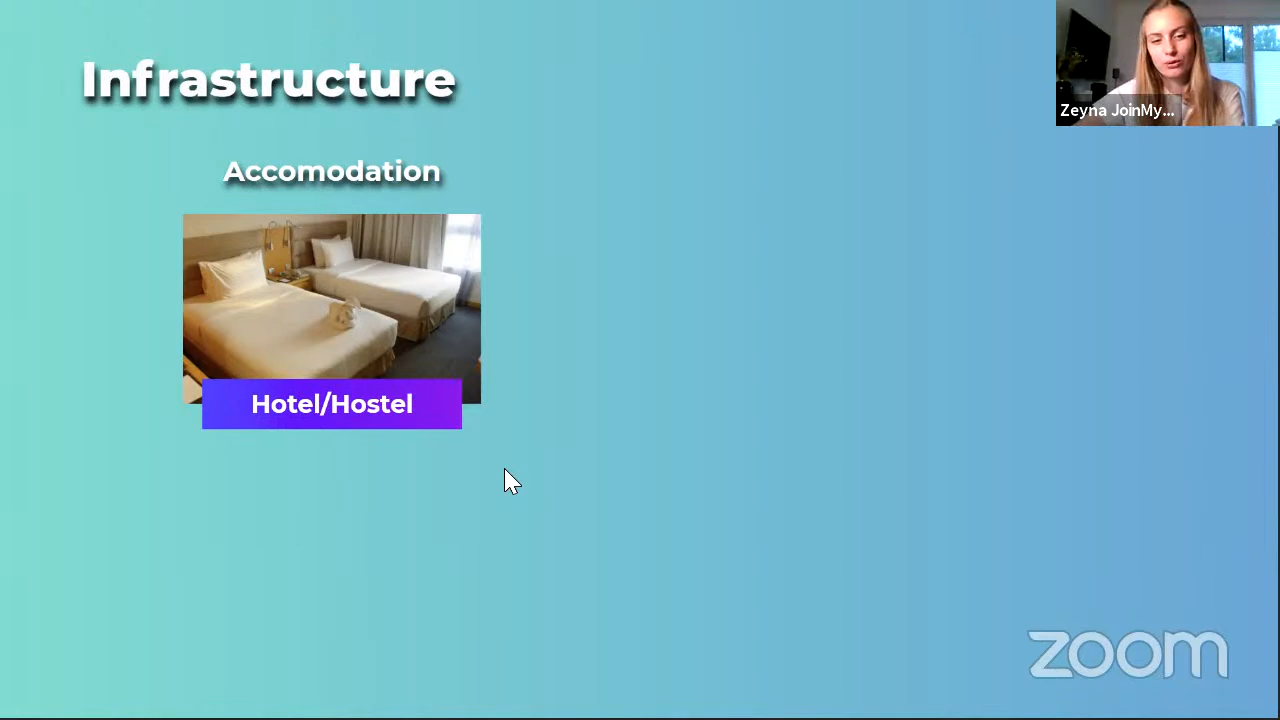 Infrastructure
Zeyna JoinMy...
Accomodation
Hotel/Hostel
zoom